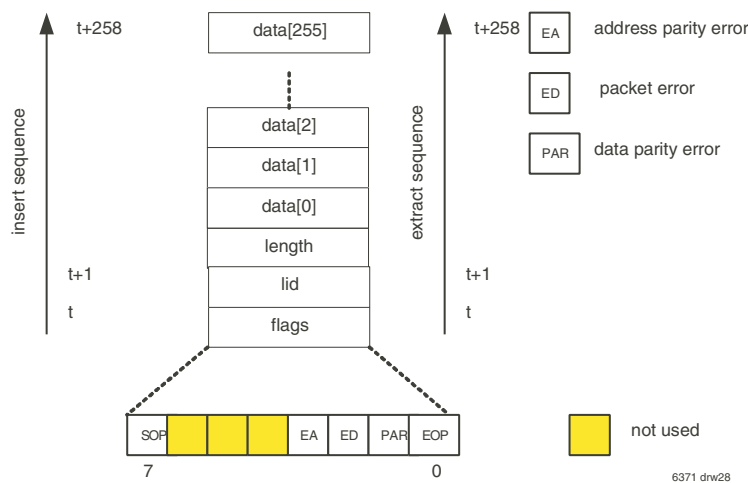 t+258
data[255]
t+258
EA
address parity error
ED
packet error
PAR
data parity error
insert sequence
extract sequence
data[2]
data[1]
data[0]
length
t+1
lid
t+1
t
flags
t
SOP
EA
ED
PAR
EOP
not used
7
0
6371 drw28